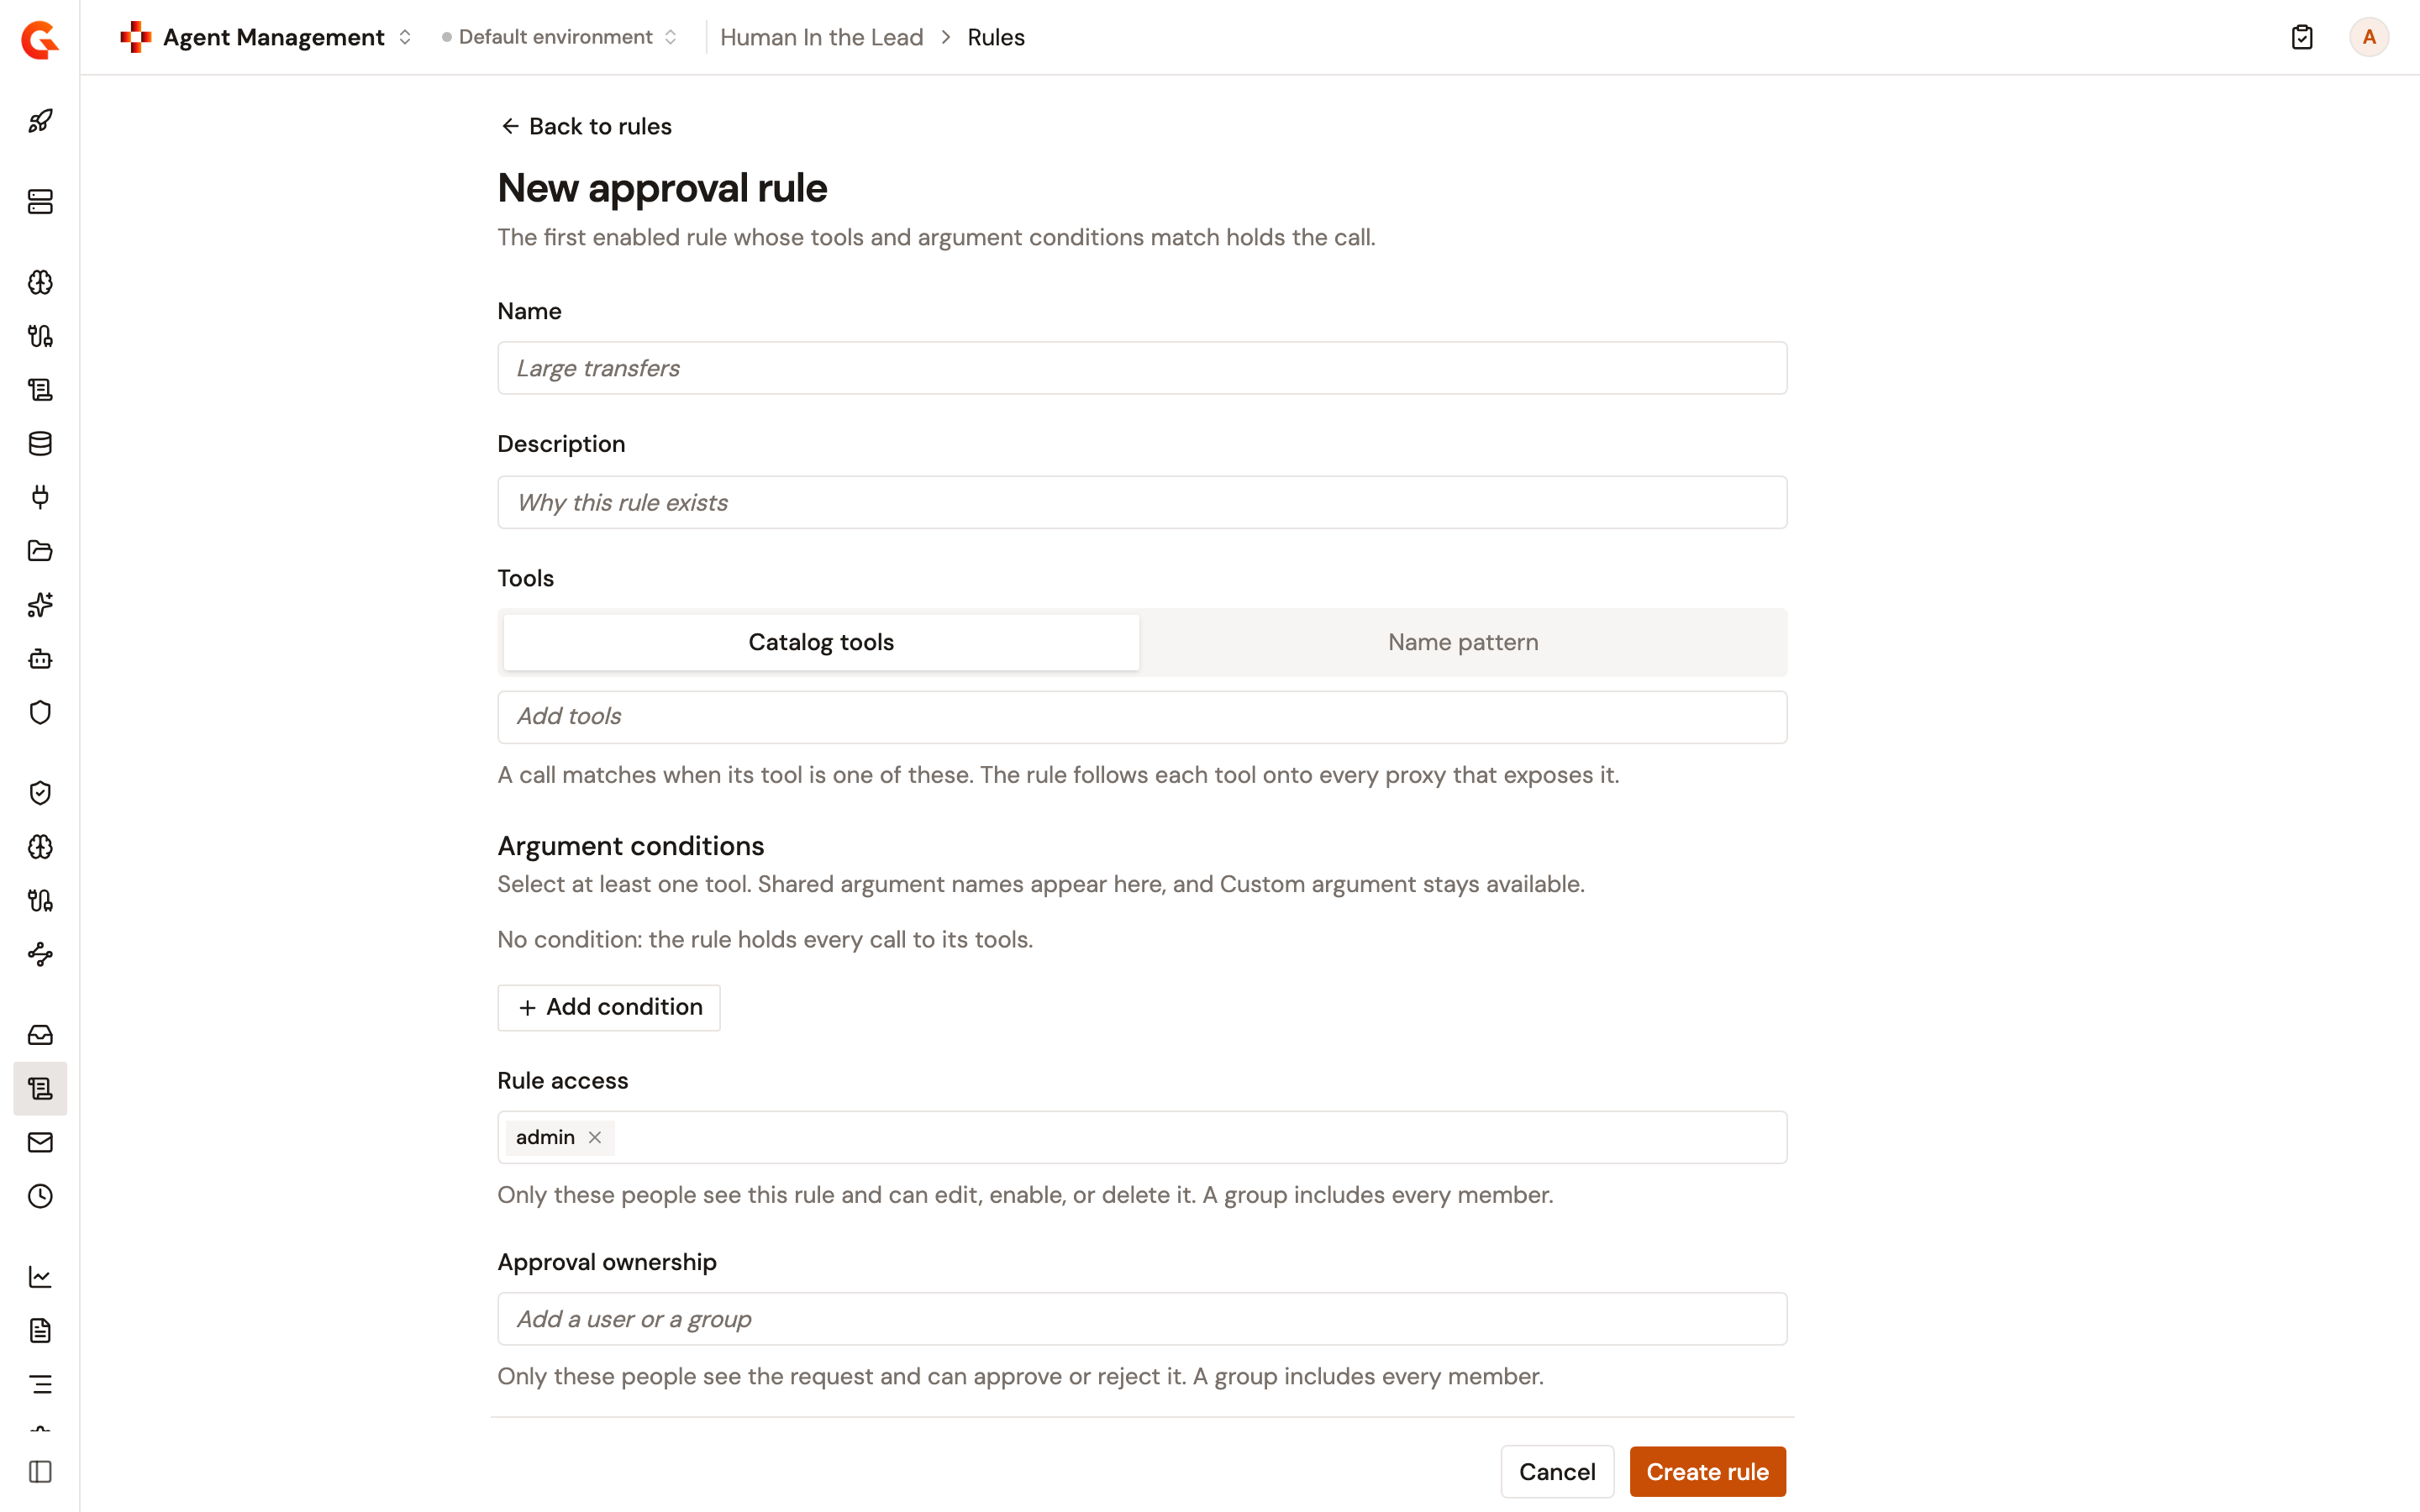 Agent Management
Default environment
Human In the Lead > Rules
A
Back to rules
New approval rule
The first enabled rule whose tools and argument conditions match holds the call.
Name
Large transfers
Description
Why this rule exists
Tools
Catalog tools
Name pattern
Add tools
A call matches when its tool is one of these. The rule follows each tool onto every proxy that exposes it.
Argument conditions
Select at least one tool. Shared argument names appear here, and Custom argument stays available.
No condition: the rule holds every call to its tools.
+ Add condition
Rule access
admin
Only these people see this rule and can edit, enable, or delete it. A group includes every member.
Approval ownership
Add a user or a group
Only these people see the request and can approve or reject it. A group includes every member.
Cancel
Create rule